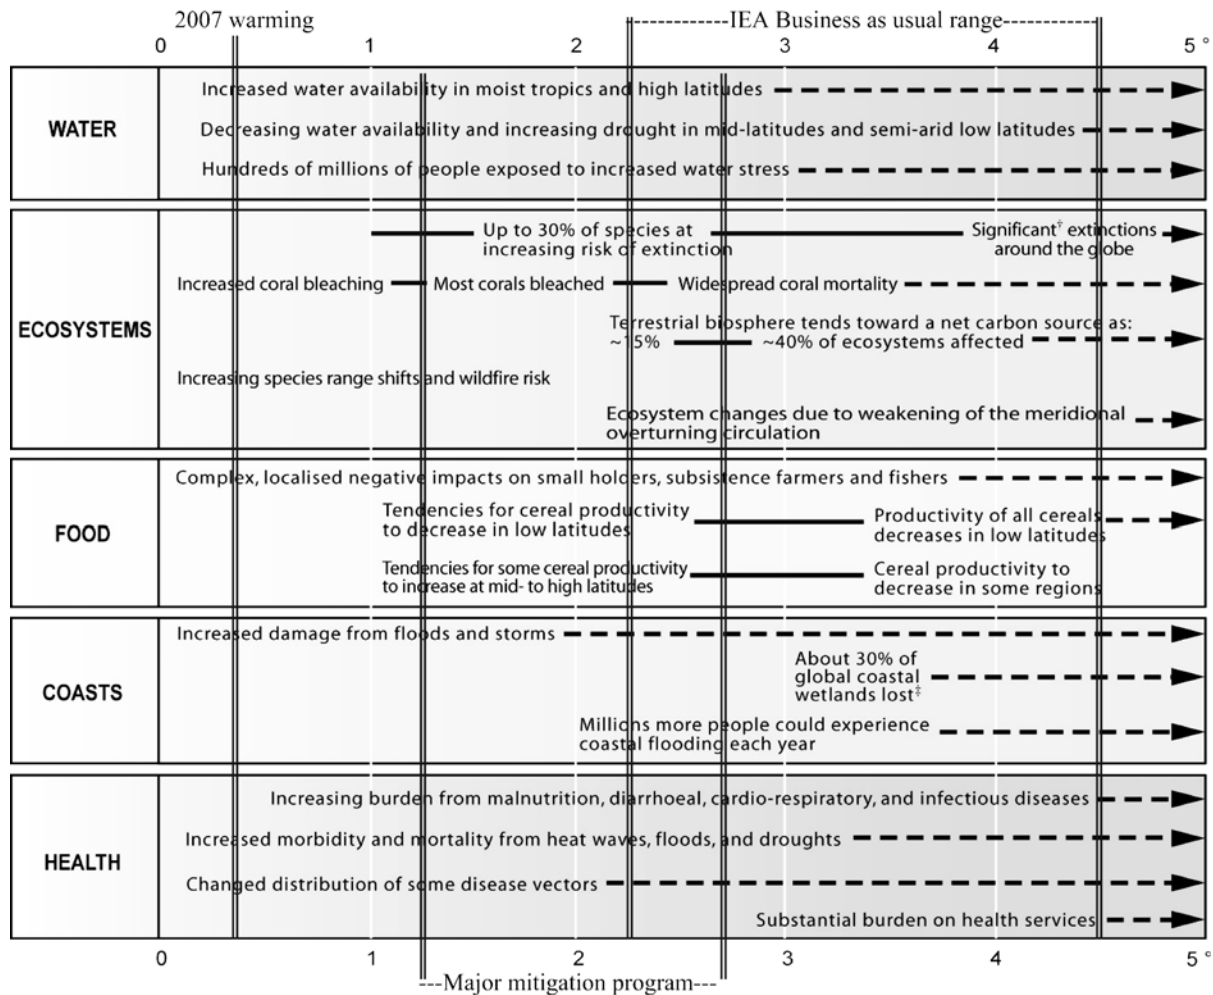 2007 warming
-----------IEA Business as usual range-----------
0 1 2 3 4 5 °
WATER
Increased water availability in moist tropics and high latitudes
Decreasing water availability and increasing drought in mid-latitudes and semi-arid low latitudes
Hundreds of millions of people exposed to increased water stress
ECOSYSTEMS
Up to 30% of species at
increasing risk of extinction
Significant† extinctions
around the globe
Increased coral bleaching
Most corals bleached
Widespread coral mortality
Terrestrial biosphere tends toward a net carbon source as:
~15%
~40% of ecosystems affected
Increasing species range shifts and wildfire risk
Ecosystem changes due to weakening of the meridional
overturning circulation
FOOD
Complex, localised negative impacts on small holders, subsistence farmers and fishers
Tendencies for cereal productivity
to decrease in low latitudes
Productivity of all cereals
decreases in low latitudes
Tendencies for some cereal productivity
to increase at mid- to high latitudes
Cereal productivity to
decrease in some regions
COASTS
Increased damage from floods and storms
About 30% of
global coastal
wetlands lost‡
Millions more people could experience
coastal flooding each year
HEALTH
Increasing burden from malnutrition, diarrhoeal, cardio-respiratory, and infectious diseases
Increased morbidity and mortality from heat waves, floods, and droughts
Changed distribution of some disease vectors
Substantial burden on health services
0 1 2 3 4 5 °
---Major mitigation program---